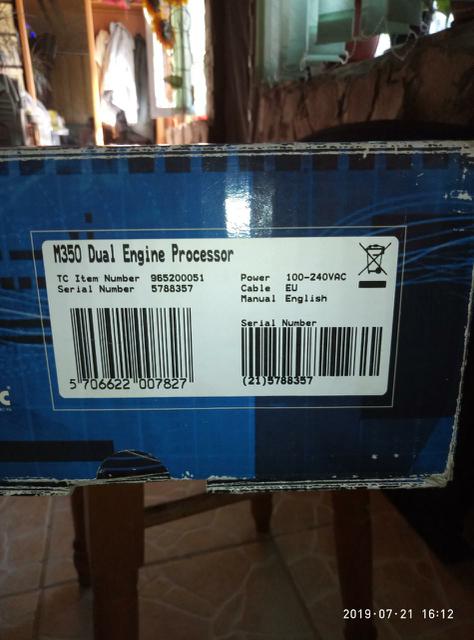 M350 Dual Engine Processor
TC Item Number 965200051
Serial Number 5788357
Power 100-240VAC
Cable EU
Manual English
Serial Number
5 706622 007827
(21)5788357
c
2019-07-21 16:12